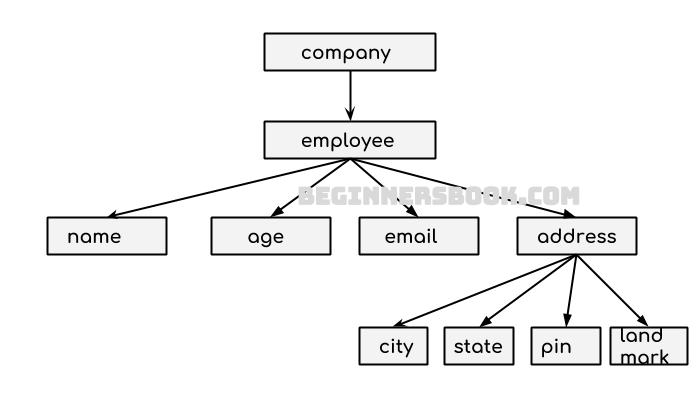 company
employee
BEGINNERSBOOK.COM
name
age
email
address
city
state
pin
land
mark